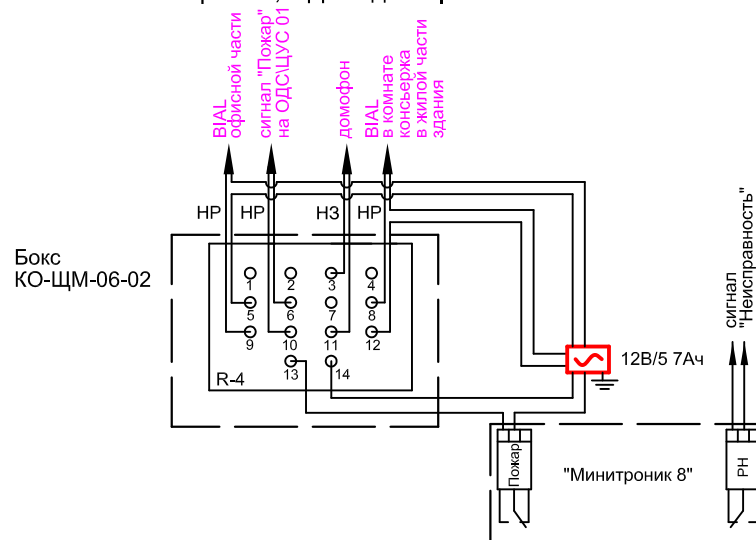 BIAL
офисной части
сигнал "Пожар"
на ОДС\ЦУС 01
домофон
BIAL
в комнате
консьержа
в жилой части
здания
НР
НР
НЗ
НР
Бокс
КО-ЩМ-06-02
1
2
3
4
5
6
7
8
9
10
11
12
13
14
R-4
12В/5 7Ач
сигнал
"Неисправность"
Пожар
"Минитроник 8"
РН